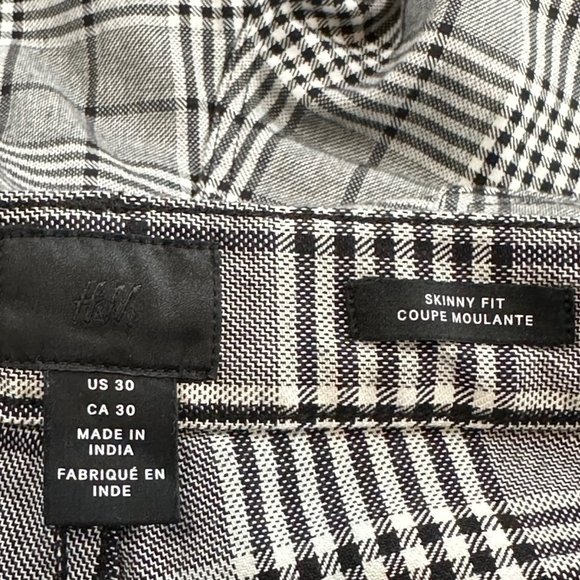 H&M
SKINNY FIT
COUPE MOULANTE
US 30
CA 30
MADE IN
INDIA
FABRIQUÉ EN
INDE